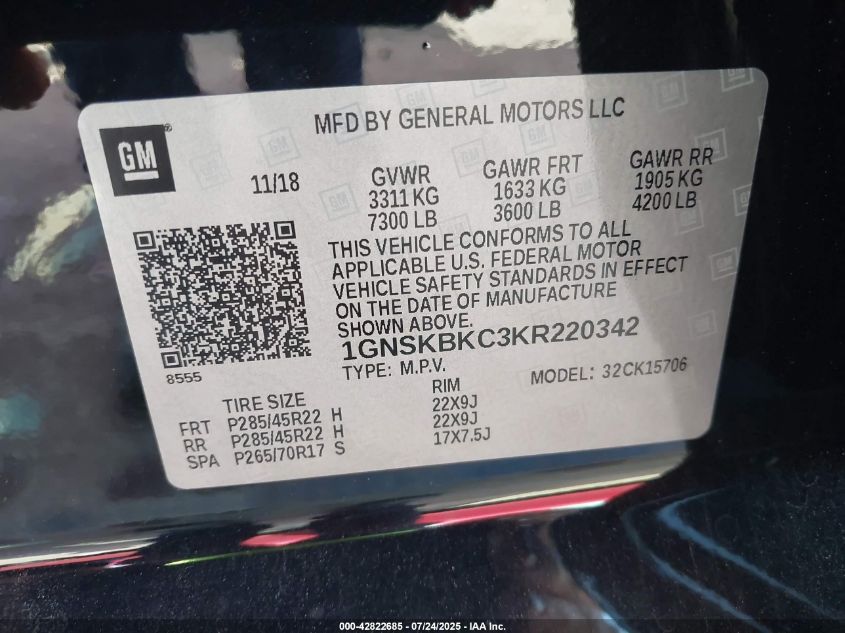 GM
MFD BY GENERAL MOTORS LLC
11/18
GVWR
3311 KG
7300 LB
GAWR FRT
1633 KG
3600 LB
GAWR RR
1905 KG
4200 LB
THIS VEHICLE CONFORMS TO ALL
APPLICABLE U.S. FEDERAL MOTOR
VEHICLE SAFETY STANDARDS IN EFFECT
ON THE DATE OF MANUFACTURE
SHOWN ABOVE.
1GNSKBKC3KR220342
TYPE: M.P.V.
MODEL: 32CK15706
8555
TIRE SIZE RIM
FRT P285/45R22 H 22X9J
RR P285/45R22 H 22X9J
SPA P265/70R17 S 17X7.5J
000-42822685 - 07/24/2025 - IAA Inc.